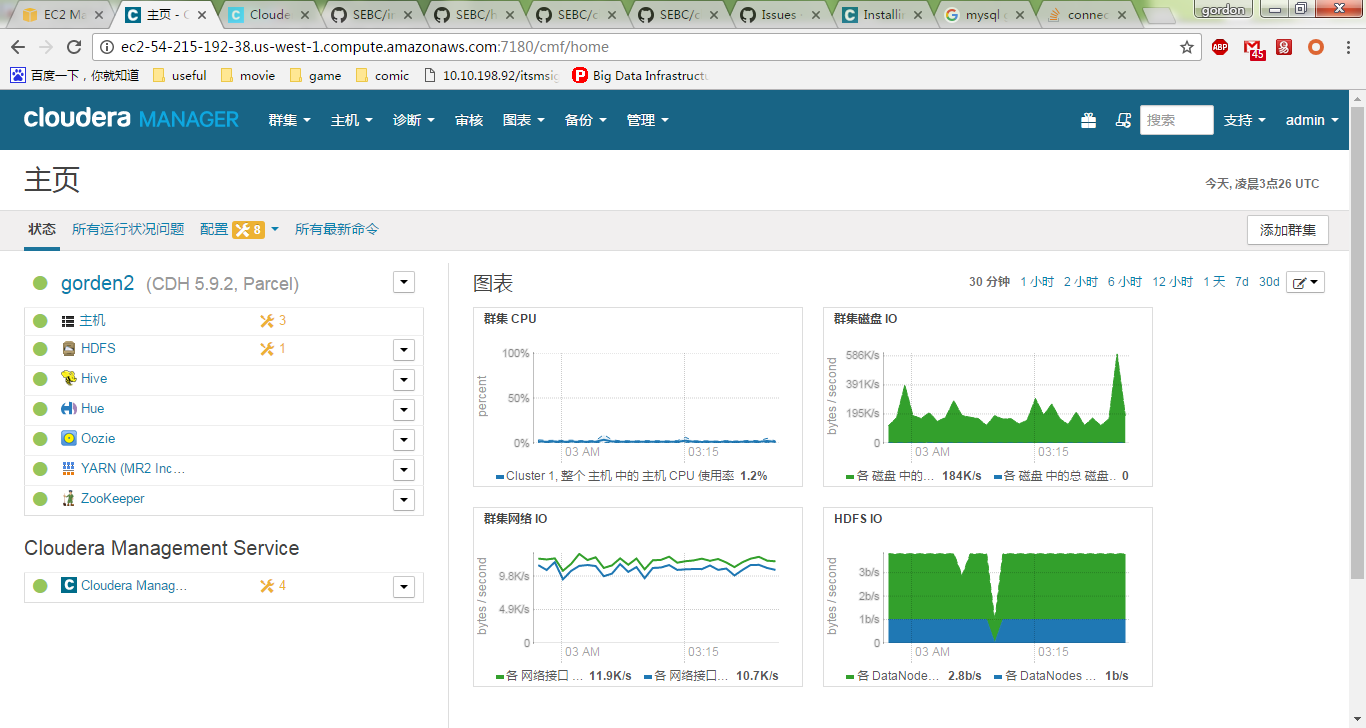 EC2 Ma
主页 - C
Cloude
SEBC/in
SEBC/h
SEBC/c
SEBC/c
Issues
Installin
mysql c
connec
gordon
ec2-54-215-192-38.us-west-1.compute.amazonaws.com:7180/cmf/home
ABP
45
百度一下，你就知道
useful
movie
game
comic
10.10.198.92/itsmsig
Big Data Infrastructu
cloudera MANAGER
群集
主机
诊断
审核
图表
备份
管理
搜索
支持
admin
主页
今天, 凌晨3点26 UTC
状态
所有运行状况问题
配置
8
所有最新命令
添加群集
gorden2 (CDH 5.9.2, Parcel)
主机
3
HDFS
1
Hive
Hue
Oozie
YARN (MR2 Inc...
ZooKeeper
Cloudera Management Service
Cloudera Manag...
4
图表
30 分钟
1 小时
2 小时
6 小时
12 小时
1 天
7d
30d
群集 CPU
percent
100%
50%
0%
03 AM
03:15
Cluster 1, 整个 主机 中的 主机 CPU 使用率 1.2%
群集磁盘 IO
bytes / second
586K/s
391K/s
195K/s
0
03 AM
03:15
各 磁盘 中的... 184K/s
各 磁盘 中的总 磁盘... 0
群集网络 IO
bytes / second
9.8K/s
4.9K/s
0
03 AM
03:15
各 网络接口 ... 11.9K/s
各 网络接口... 10.7K/s
HDFS IO
bytes / second
3b/s
2b/s
1b/s
0
03 AM
03:15
各 DataNode... 2.8b/s
各 DataNodes ... 1b/s